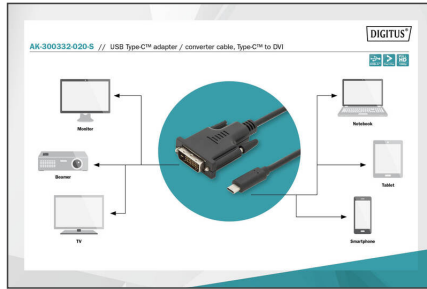 DIGITUS®
AK-300332-020-S // USB Type-C™ adapter / converter cable, Type-C™ to DVI
HD
Monitor
Notebook
Beamer
Tablet
TV
Smartphone